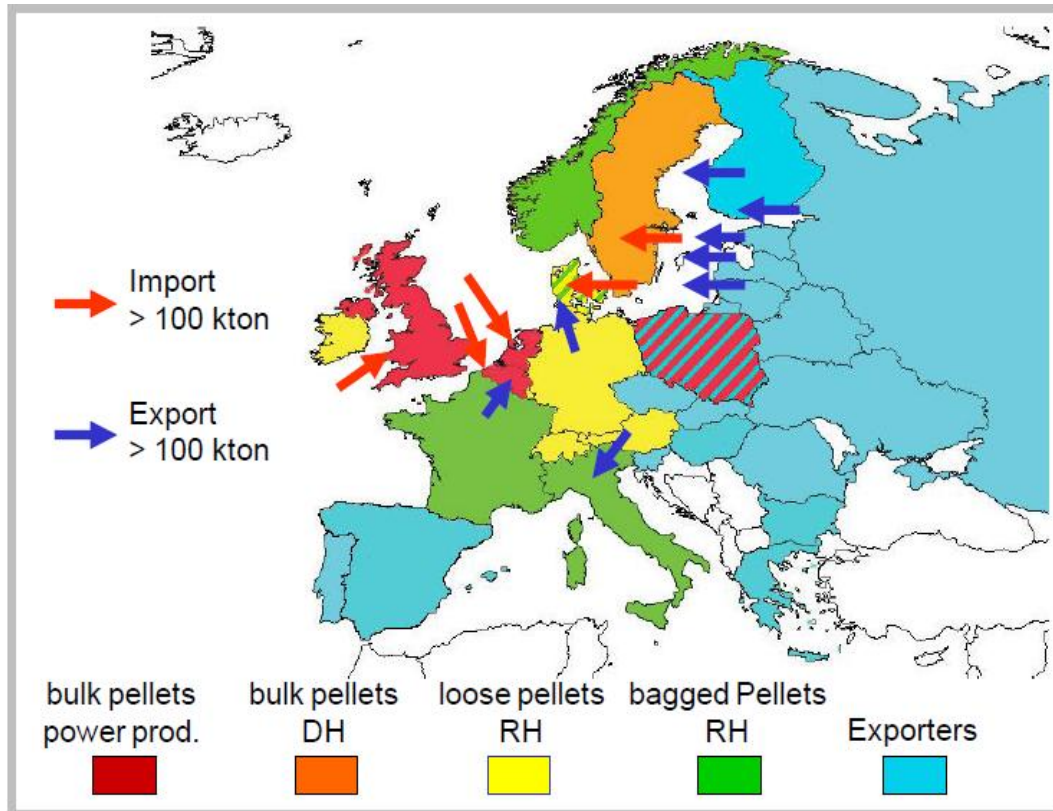 Import
> 100 kton
Export
> 100 kton
bulk pellets
power prod.
bulk pellets
DH
loose pellets
RH
bagged Pellets
RH
Exporters